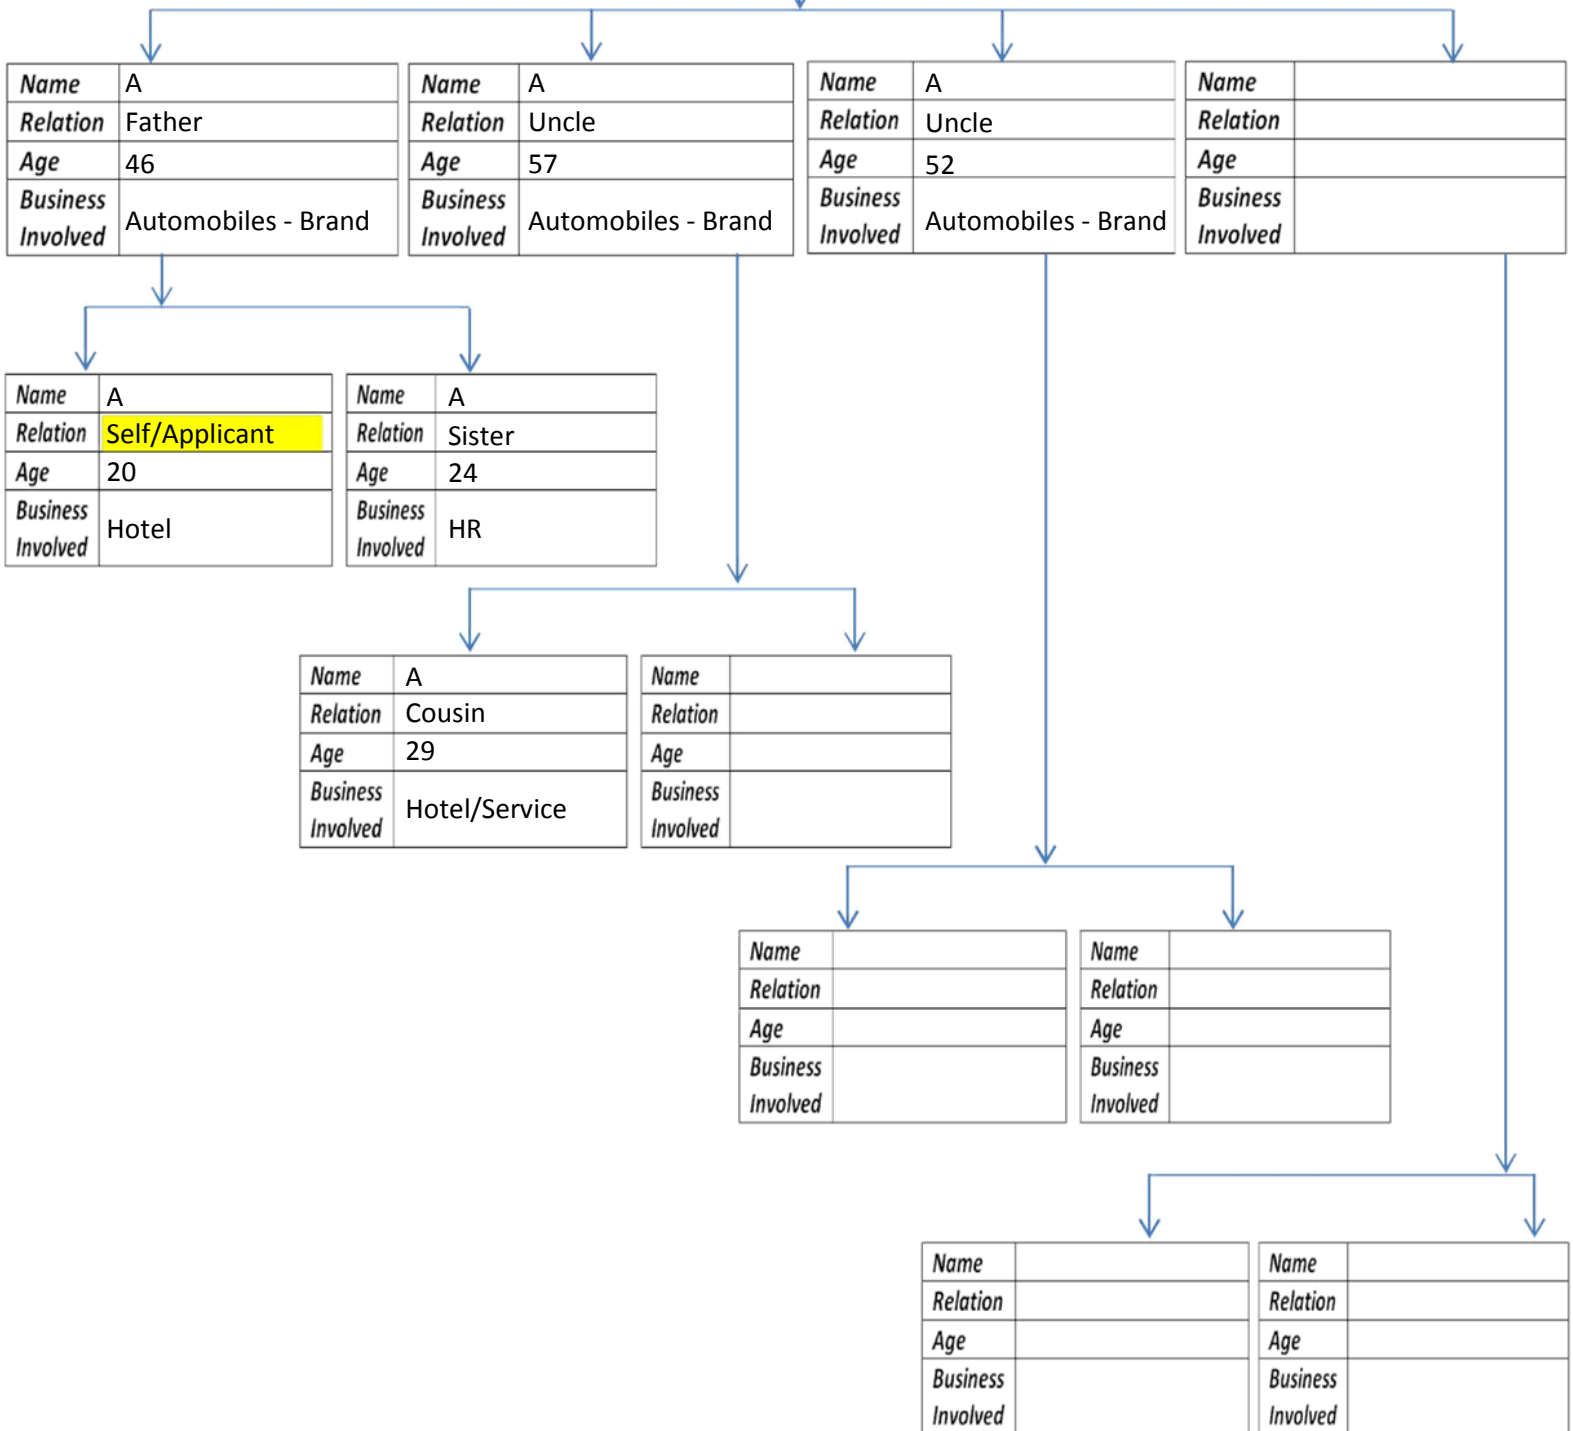 Name A
Relation Father
Age 46
Business
Involved Automobiles - Brand
Name A
Relation Uncle
Age 57
Business
Involved Automobiles - Brand
Name A
Relation Uncle
Age 52
Business
Involved Automobiles - Brand
Name
Relation
Age
Business
Involved
Name A
Relation Self/Applicant
Age 20
Business
Involved Hotel
Name A
Relation Sister
Age 24
Business
Involved HR
Name A
Relation Cousin
Age 29
Business
Involved Hotel/Service
Name
Relation
Age
Business
Involved
Name
Relation
Age
Business
Involved
Name
Relation
Age
Business
Involved
Name
Relation
Age
Business
Involved
Name
Relation
Age
Business
Involved